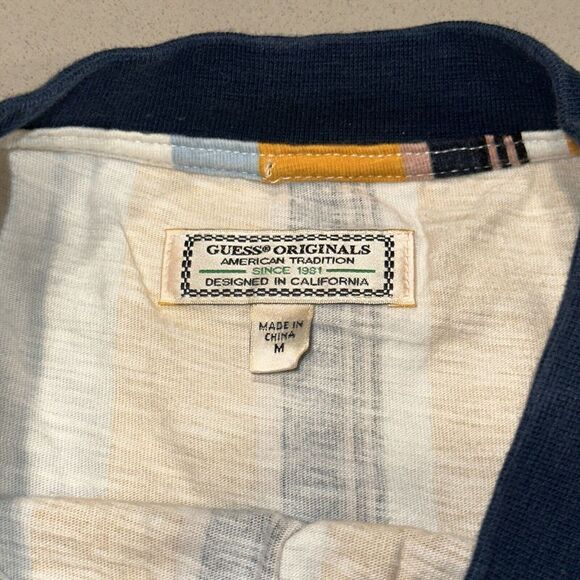 GUESS® ORIGINALS
AMERICAN TRADITION
SINCE 1981
DESIGNED IN CALIFORNIA
MADE IN
CHINA
M